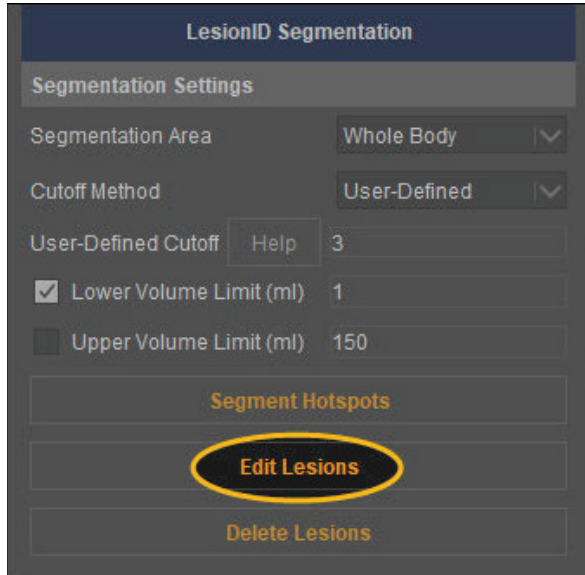 LesionID Segmentation
Segmentation Settings
Segmentation Area Whole Body
Cutoff Method User-Defined
User-Defined Cutoff Help 3
Lower Volume Limit (ml) 1
Upper Volume Limit (ml) 150
Segment Hotspots
Edit Lesions
Delete Lesions